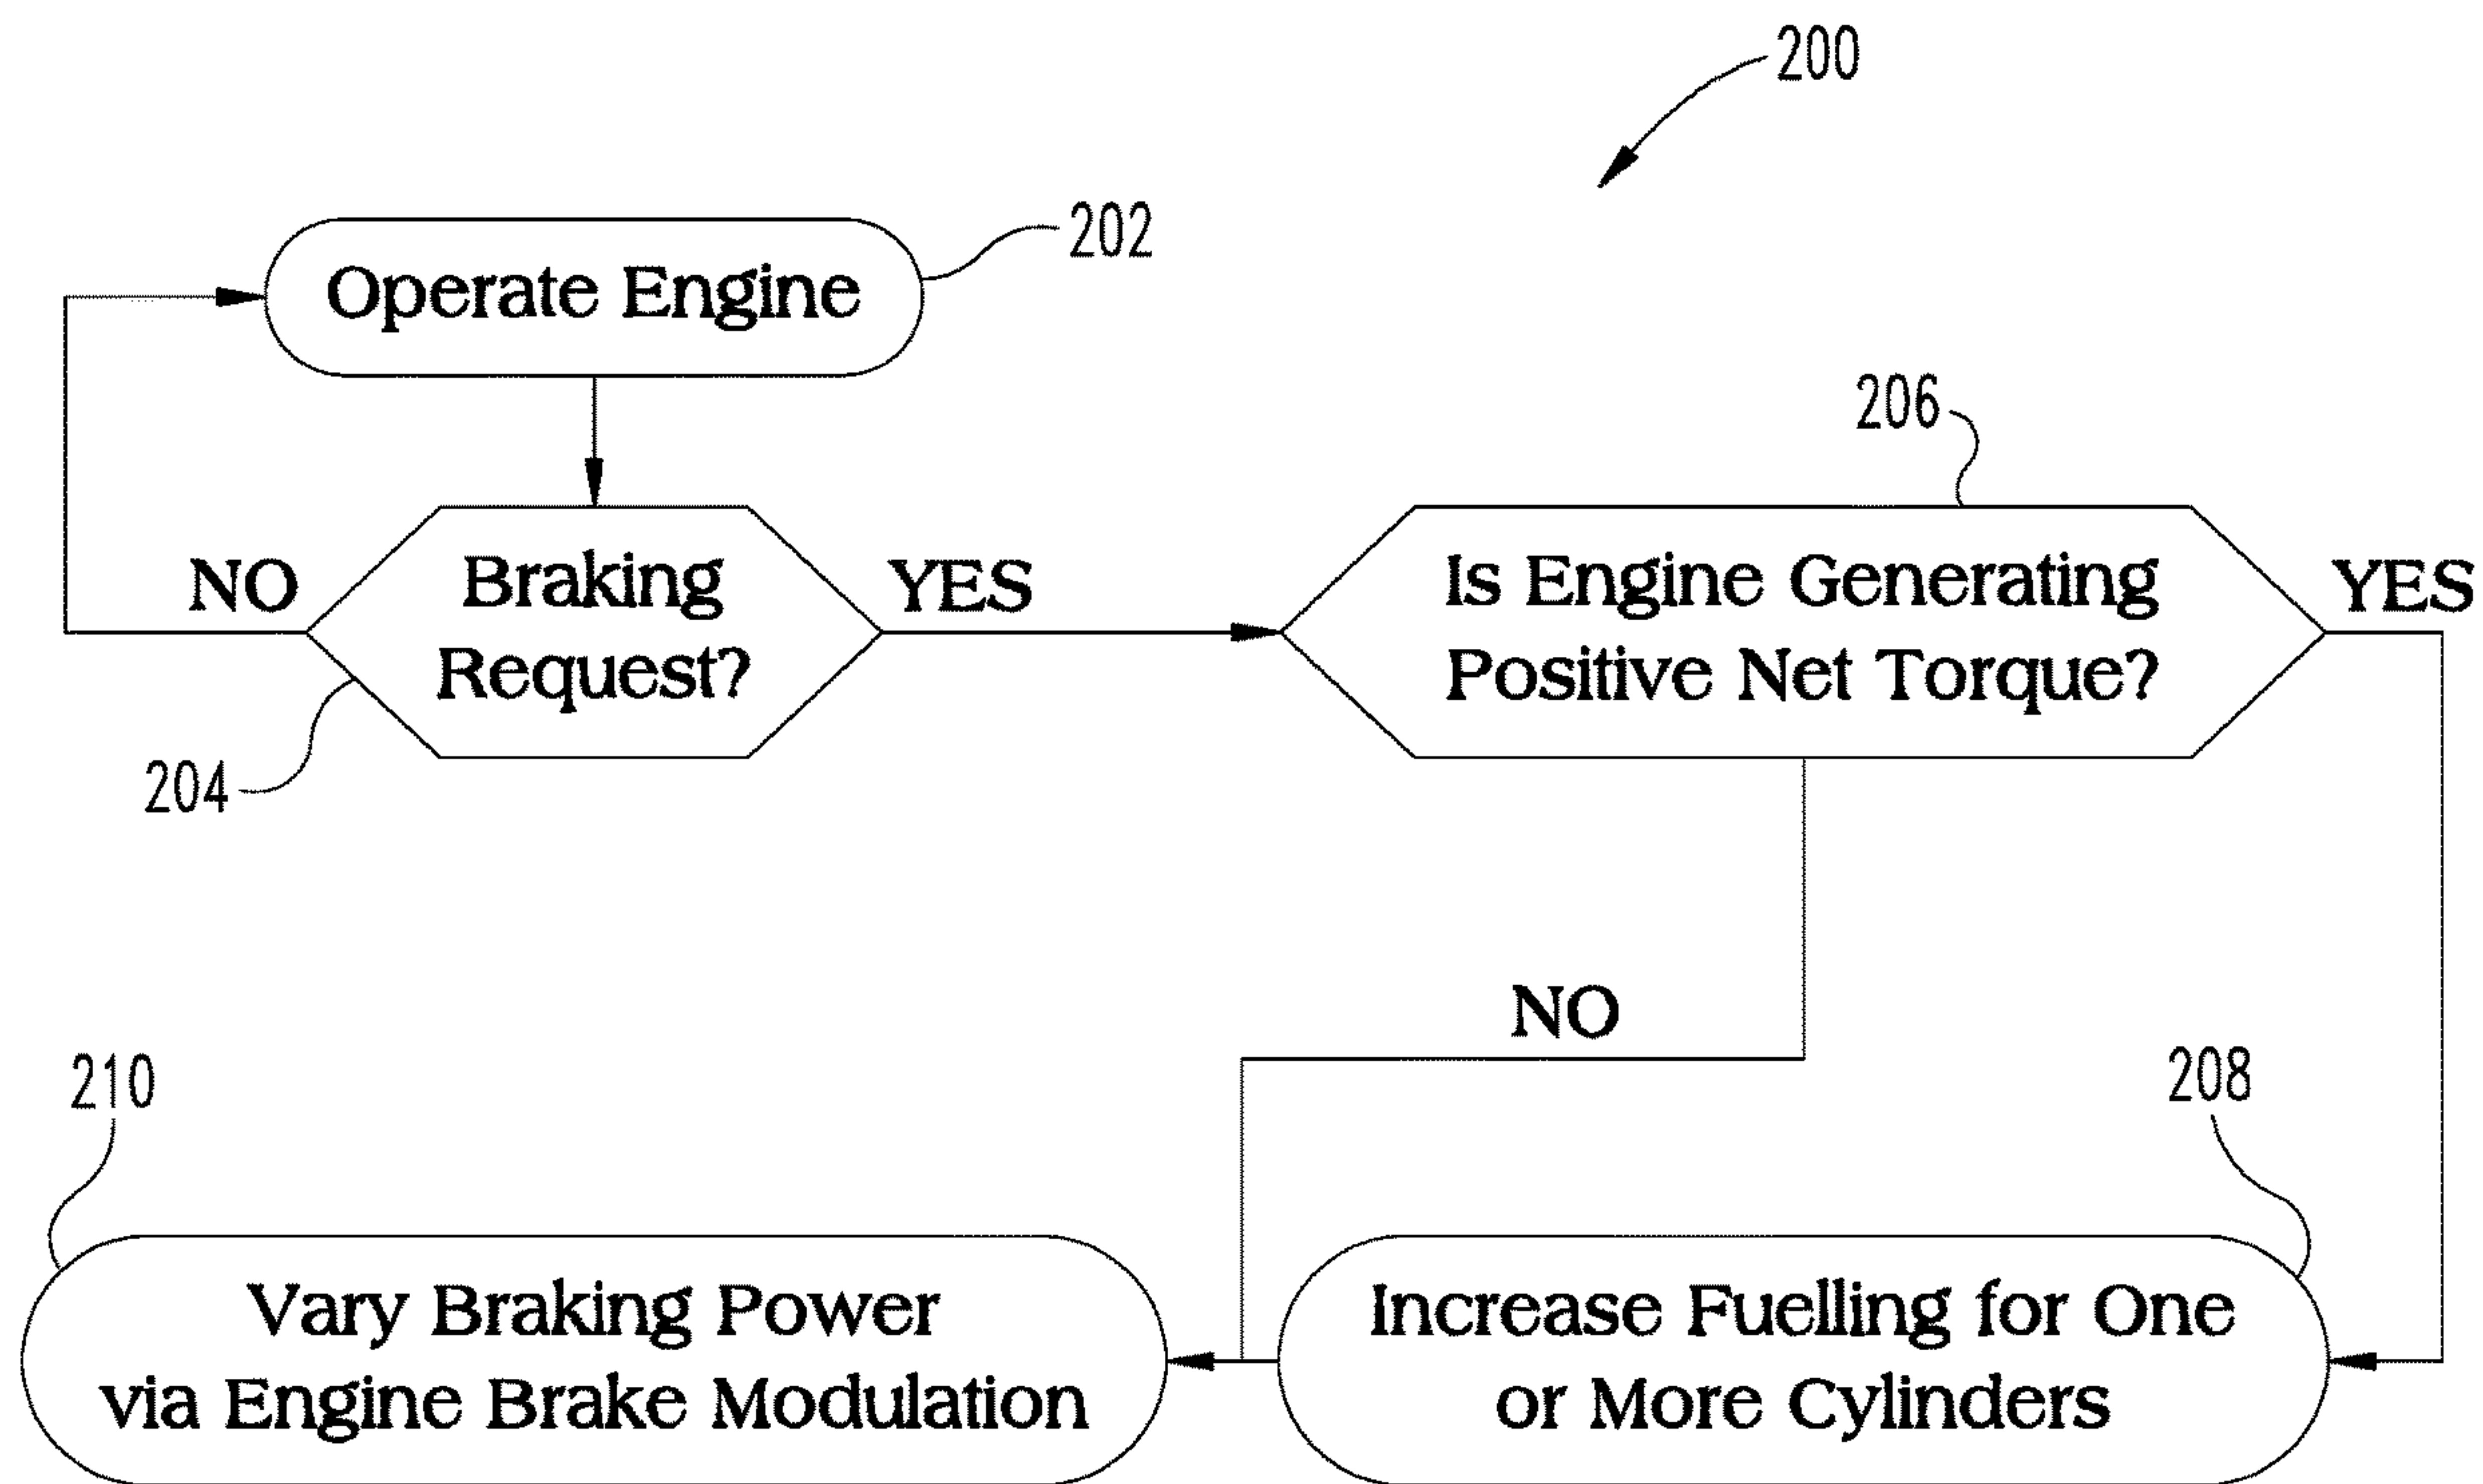 200
202
Operate Engine
206
NO
Braking
Request?
YES
Is Engine Generating
Positive Net Torque?
YES
204
NO
210
208
Vary Braking Power
via Engine Brake Modulation
Increase Fuelling for One
or More Cylinders